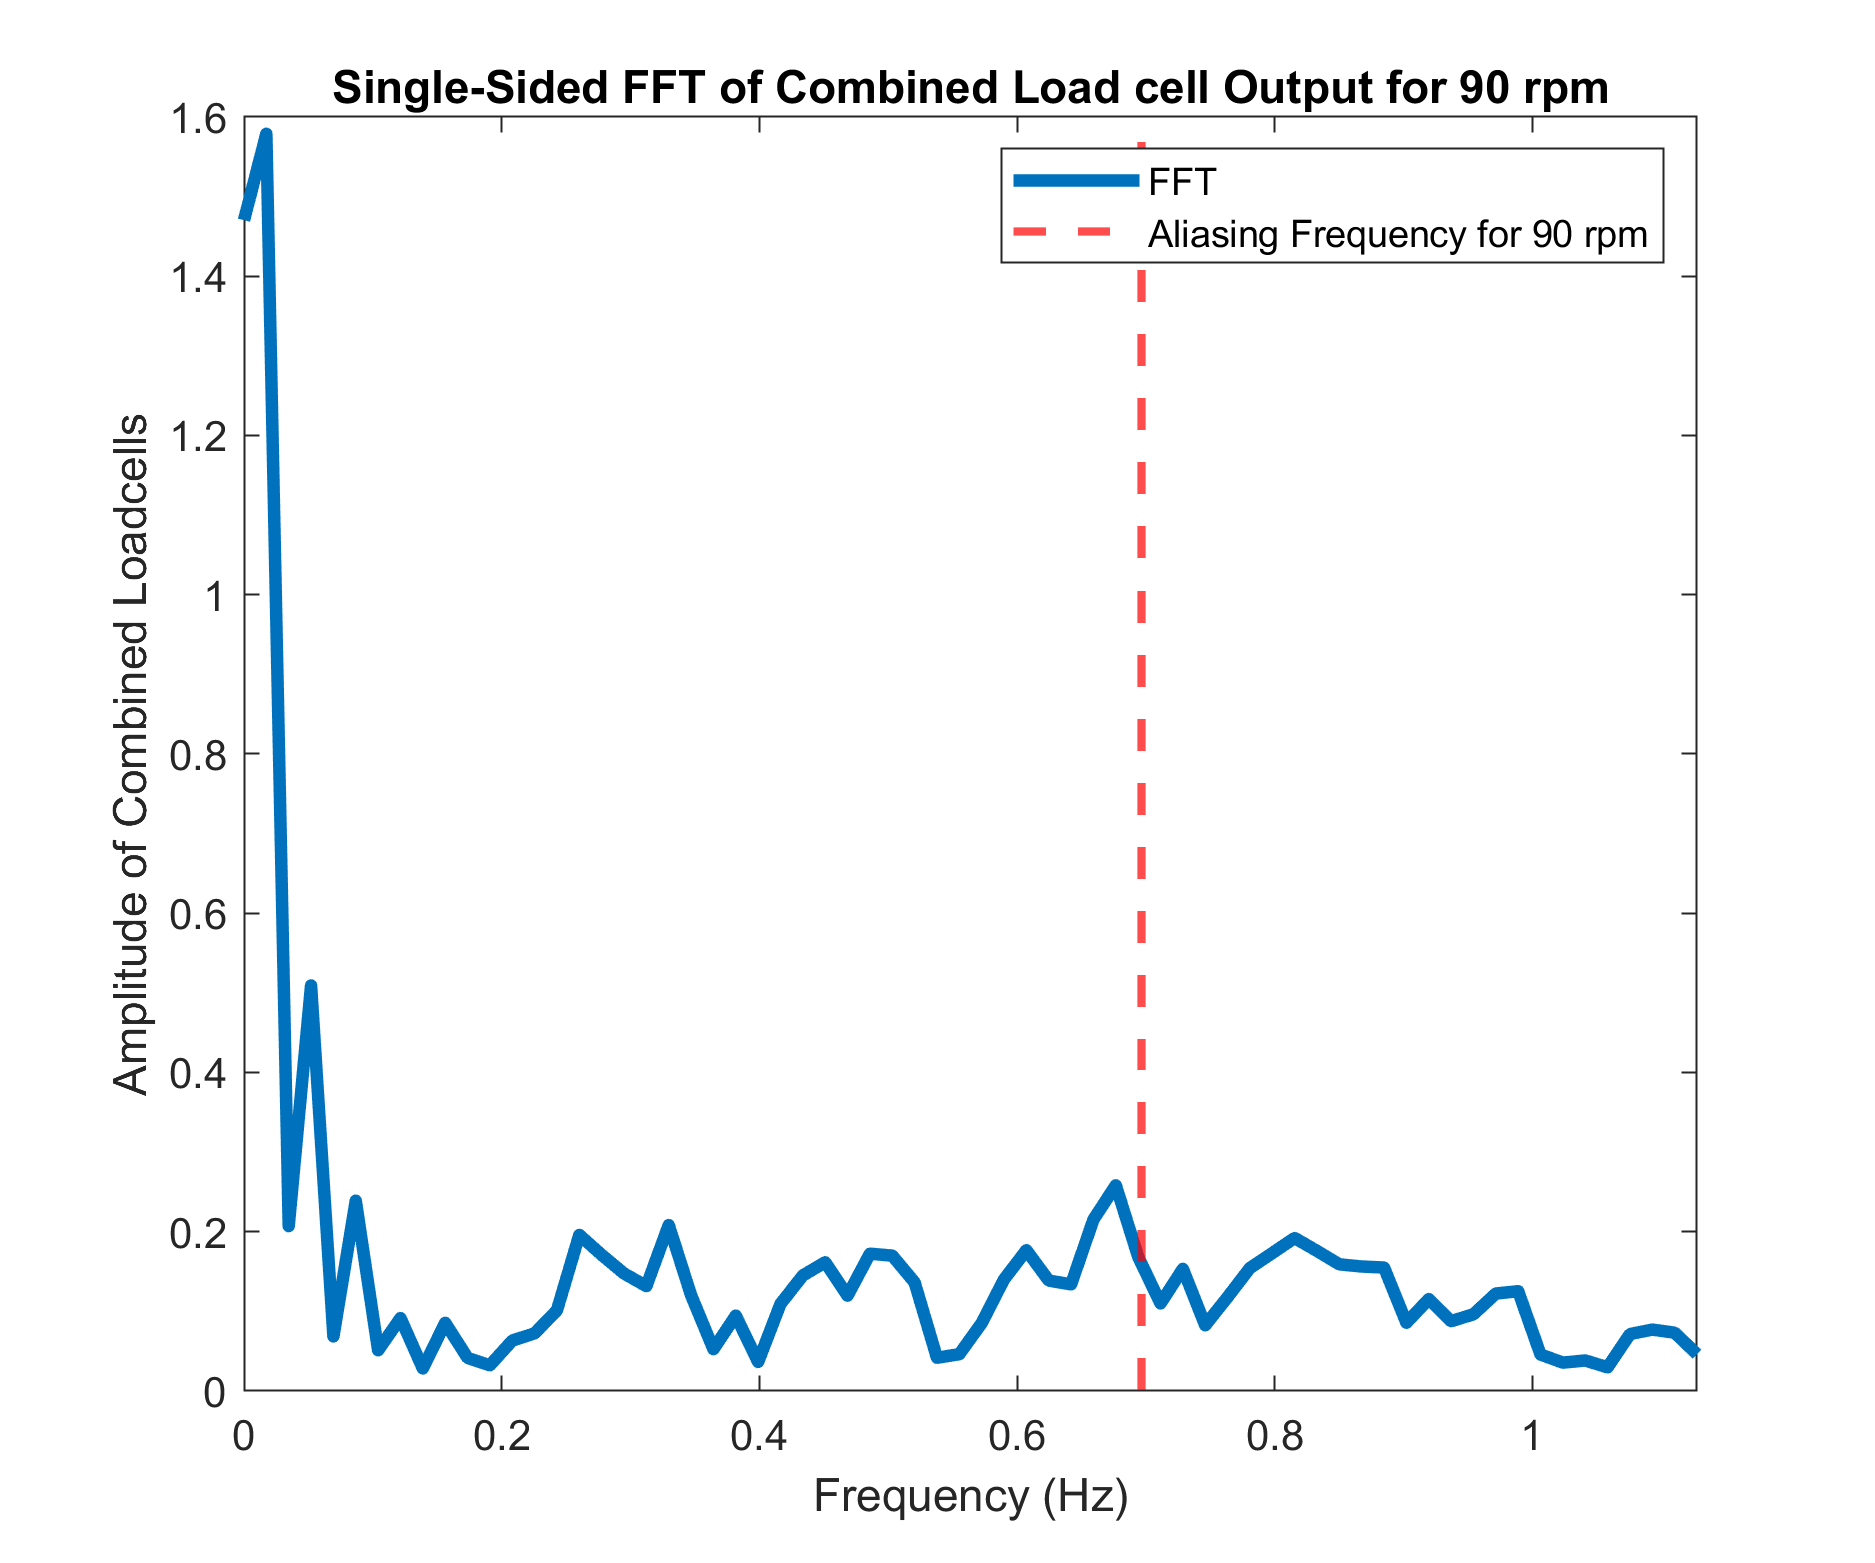 Single-Sided FFT of Combined Load cell Output for 90 rpm
FFT
Aliasing Frequency for 90 rpm
Amplitude of Combined Loadcells
1.6
1.4
1.2
1
0.8
0.6
0.4
0.2
0
0 0.2 0.4 0.6 0.8 1
Frequency (Hz)